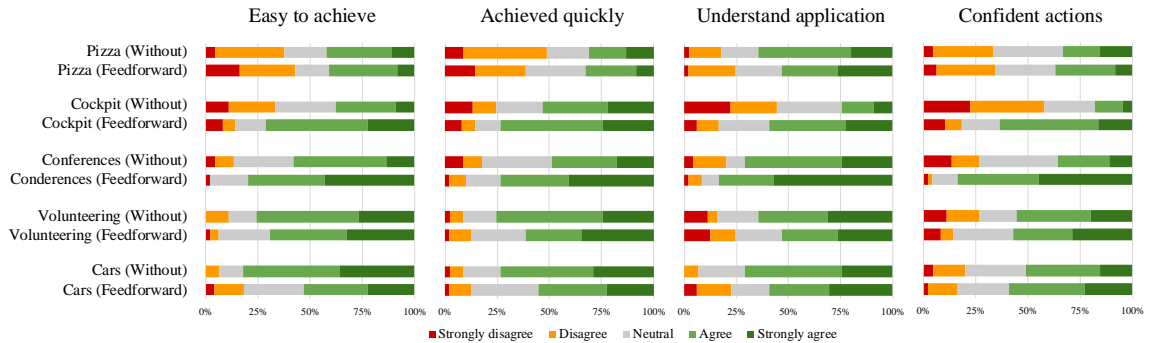 Easy to achieve Achieved quickly Understand application Confident actions
Pizza (Without)
Pizza (Feedforward)
Cockpit (Without)
Cockpit (Feedforward)
Conferences (Without)
Conderences (Feedforward)
Volunteering (Without)
Volunteering (Feedforward)
Cars (Without)
Cars (Feedforward)
0% 25% 50% 75% 100% 0% 25% 50% 75% 100% 0% 25% 50% 75% 100% 0% 25% 50% 75% 100%
Strongly disagree Disagree Neutral Agree Strongly agree